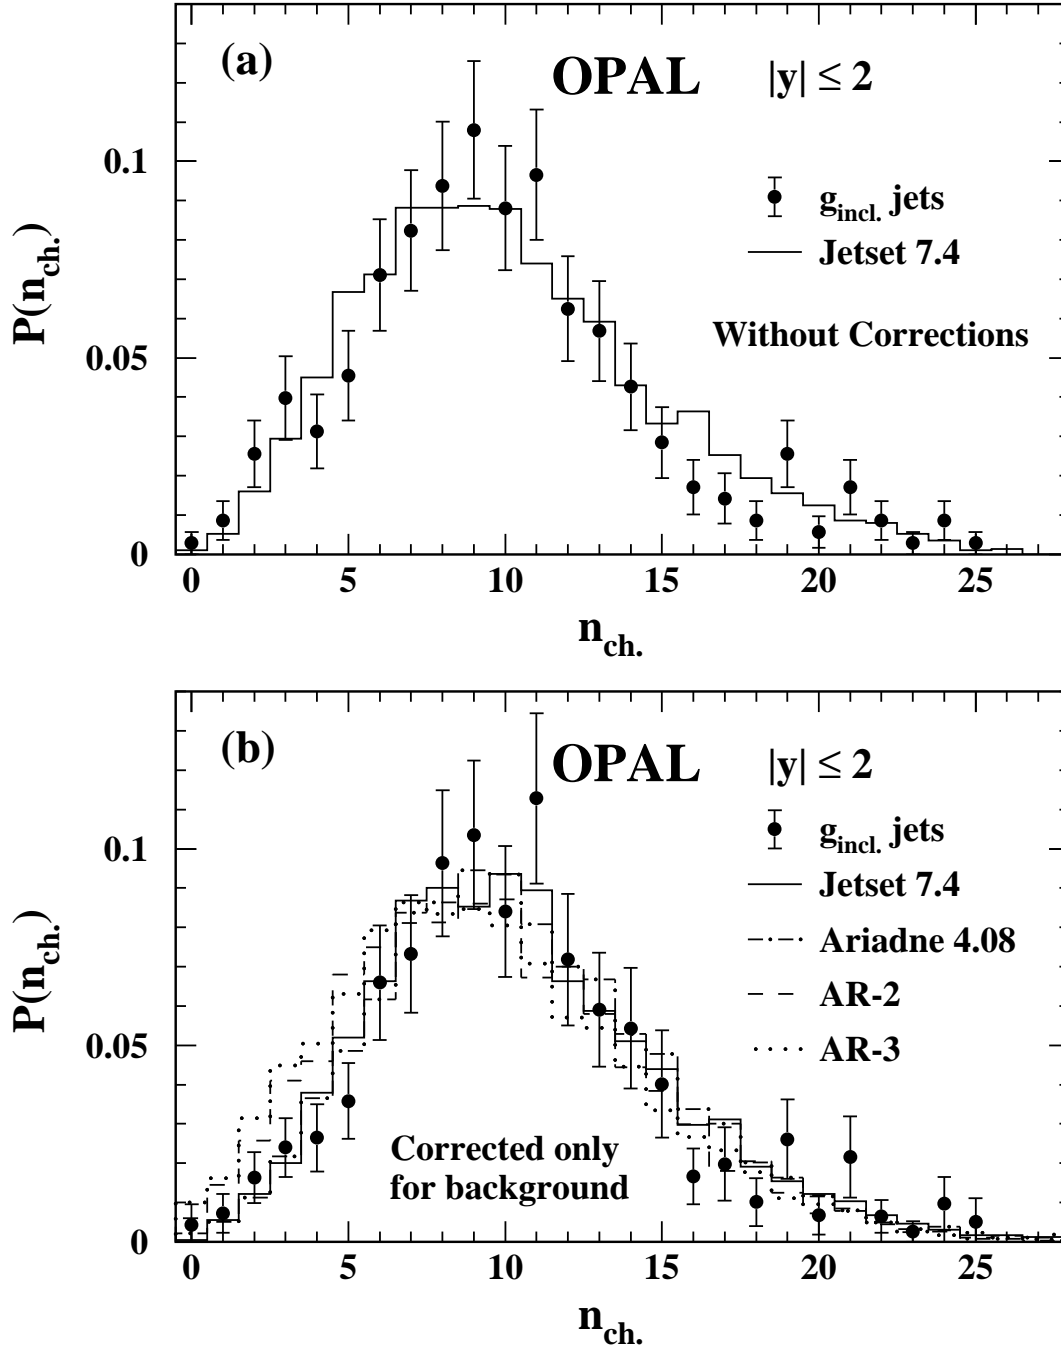 (a) OPAL |y| ≤ 2
0.1
g_incl. jets
Jetset 7.4
P(n_ch.)
Without Corrections
0.05
0
0 5 10 15 20 25
n_ch.
(b) OPAL |y| ≤ 2
g_incl. jets
0.1
Jetset 7.4
Ariadne 4.08
P(n_ch.)
AR-2
0.05
AR-3
Corrected only
for background
0
0 5 10 15 20 25
n_ch.